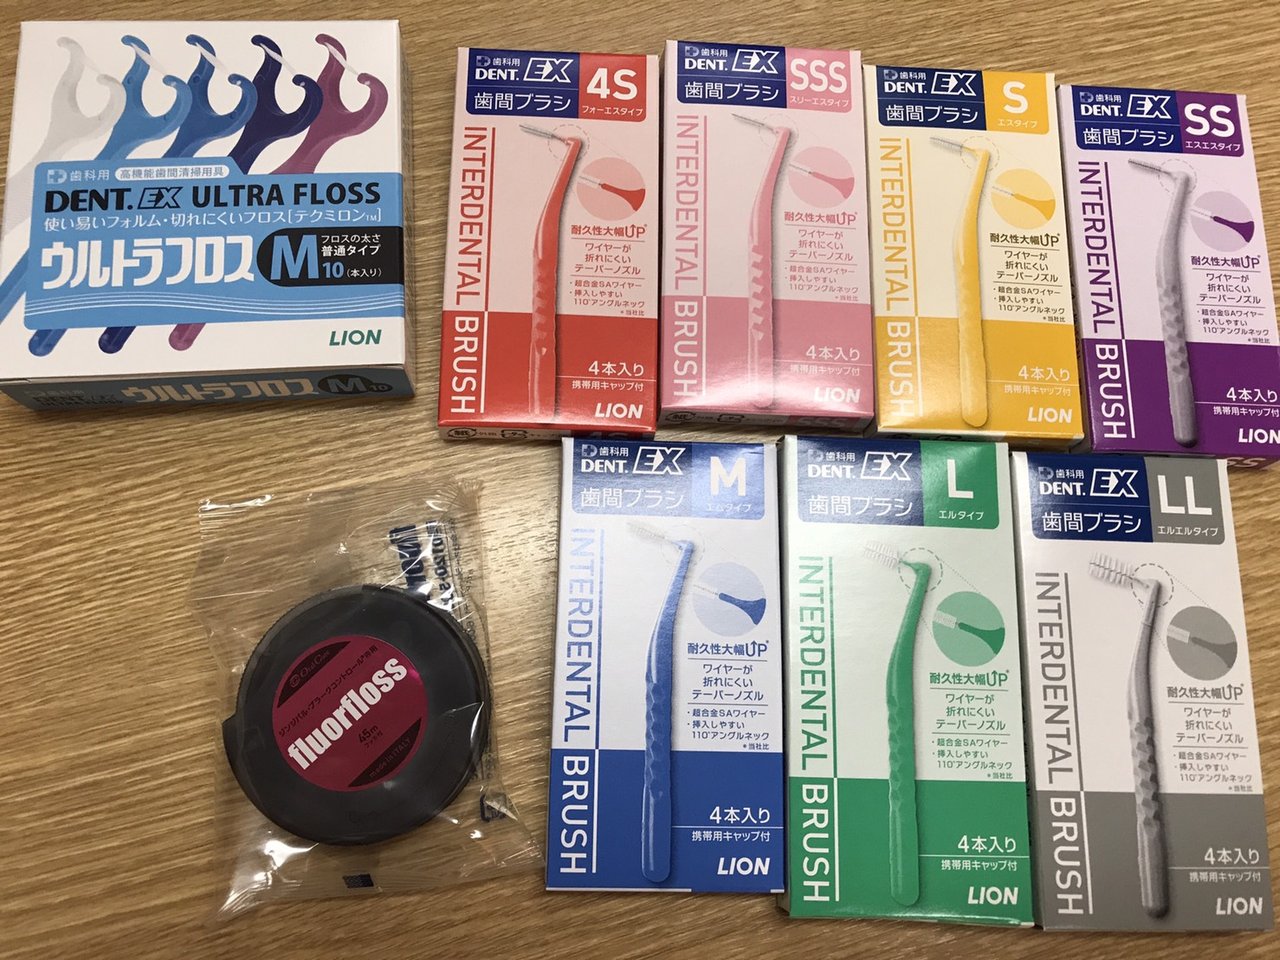 歯科用 高機能歯間清掃用具
DENT. EX ULTRA FLOSS
使い易いフォルム・切れにくいフロス[テクミロンTM]
ウルトラフロス M フロスの太さ 普通タイプ 10(本入り)
LION
ウルトラフロス M 10
歯科用
DENT. EX 4S
歯間ブラシ フォーエスタイプ
INTERDENTAL BRUSH
耐久性大幅UP*
ワイヤーが
折れにくい
テーパーノズル
・超合金SAワイヤー
・挿入しやすい
110°アングルネック
*当社比
4本入り
携帯用キャップ付
LION
4S
歯科用
DENT. EX SSS
歯間ブラシ スリーエスタイプ
INTERDENTAL BRUSH
耐久性大幅UP*
ワイヤーが
折れにくい
テーパーノズル
・超合金SAワイヤー
・挿入しやすい
110°アングルネック
*当社比
4本入り
携帯用キャップ付
LION
SSS
歯科用
DENT. EX S
歯間ブラシ エスタイプ
INTERDENTAL BRUSH
耐久性大幅UP*
ワイヤーが
折れにくい
テーパーノズル
・超合金SAワイヤー
・挿入しやすい
110°アングルネック
*当社比
4本入り
携帯用キャップ付
LION
歯科用
DENT. EX SS
歯間ブラシ エスエスタイプ
INTERDENTAL BRUSH
耐久性大幅UP*
ワイヤーが
折れにくい
テーパーノズル
・超合金SAワイヤー
・挿入しやすい
110°アングルネック
*当社比
4本入り
携帯用キャップ付
LION
SS
Oral Care
ジンジバル・プラークコントロール専用
fluorfloss
45m
made in ITALY
歯科用
DENT. EX M
歯間ブラシ エムタイプ
INTERDENTAL BRUSH
耐久性大幅UP*
ワイヤーが
折れにくい
テーパーノズル
・超合金SAワイヤー
・挿入しやすい
110°アングルネック
*当社比
4本入り
携帯用キャップ付
LION
歯科用
DENT. EX L
歯間ブラシ エルタイプ
INTERDENTAL BRUSH
耐久性大幅UP*
ワイヤーが
折れにくい
テーパーノズル
・超合金SAワイヤー
・挿入しやすい
110°アングルネック
*当社比
4本入り
携帯用キャップ付
LION
歯科用
DENT. EX LL
歯間ブラシ エルエルタイプ
INTERDENTAL BRUSH
耐久性大幅UP*
ワイヤーが
折れにくい
テーパーノズル
・超合金SAワイヤー
・挿入しやすい
110°アングルネック
*当社比
4本入り
携帯用キャップ付
LION